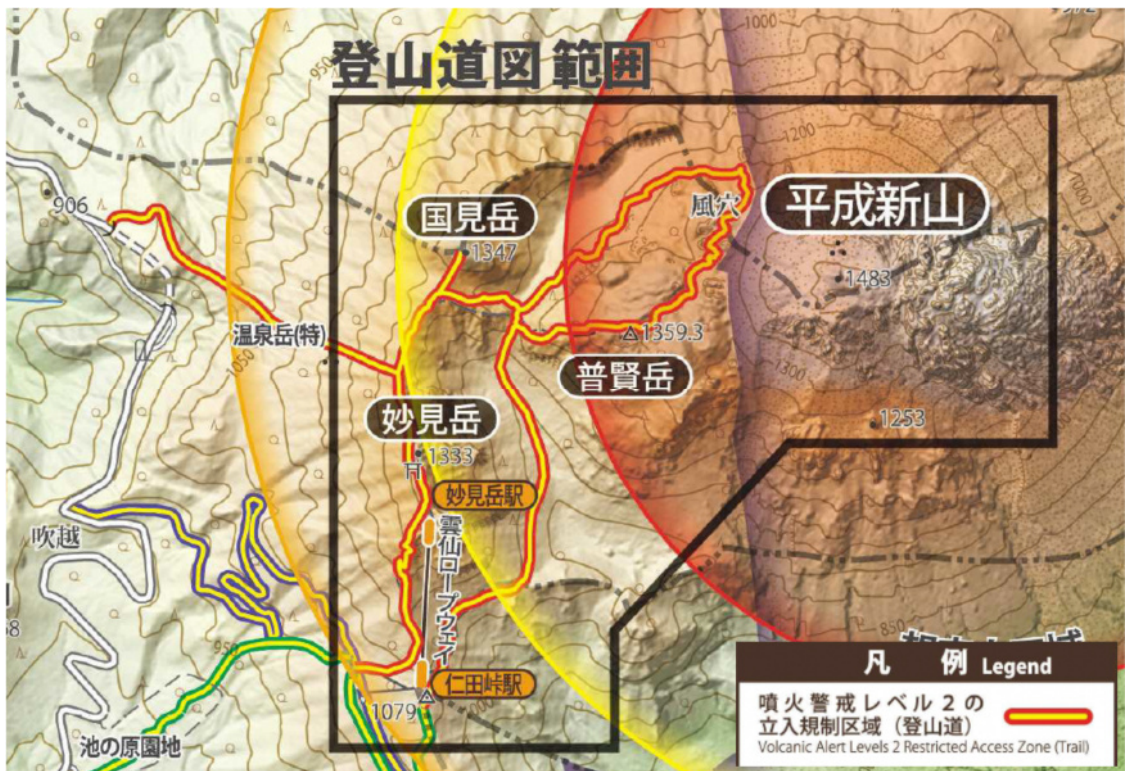 登山道図範囲
1000
1200
1000
906
国見岳
1347
風穴
平成新山
1483
温泉岳(特)
1050
1359.3
普賢岳
1300
妙見岳
1333
1253
妙見岳駅
雲仙ロープウェイ
吹越
950
850
仁田峠駅
1079
池の原園地
凡 例 Legend
噴火警戒レベル2の
立入規制区域（登山道）
Volcanic Alert Levels 2 Restricted Access Zone (Trail)